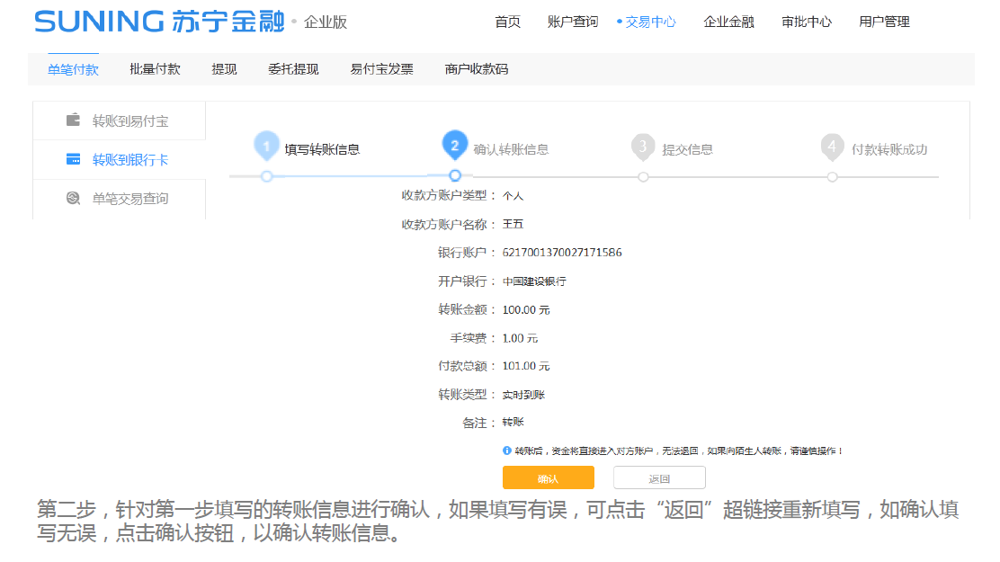 SUNING 苏宁金融 • 企业版 首页 账户查询 • 交易中心 企业金融 审批中心 用户管理
单笔付款 批量付款 提现 委托提现 易付宝发票 商户收款码
转账到易付宝
转账到银行卡
单笔交易查询
1 填写转账信息 2 确认转账信息 3 提交信息 4 付款转账成功
收款方账户类型： 个人
收款方账户名称： 王五
银行账户： 6217001370027171586
开户银行： 中国建设银行
转账金额： 100.00 元
手续费： 1.00 元
付款总额： 101.00 元
转账类型： 实时到账
备注： 转账
转账后，资金将直接进入对方账户，无法退回，如果向陌生人转账，请谨慎操作！
确认 返回
第二步，针对第一步填写的转账信息进行确认，如果填写有误，可点击“返回”超链接重新填写，如确认填
写无误，点击确认按钮，以确认转账信息。